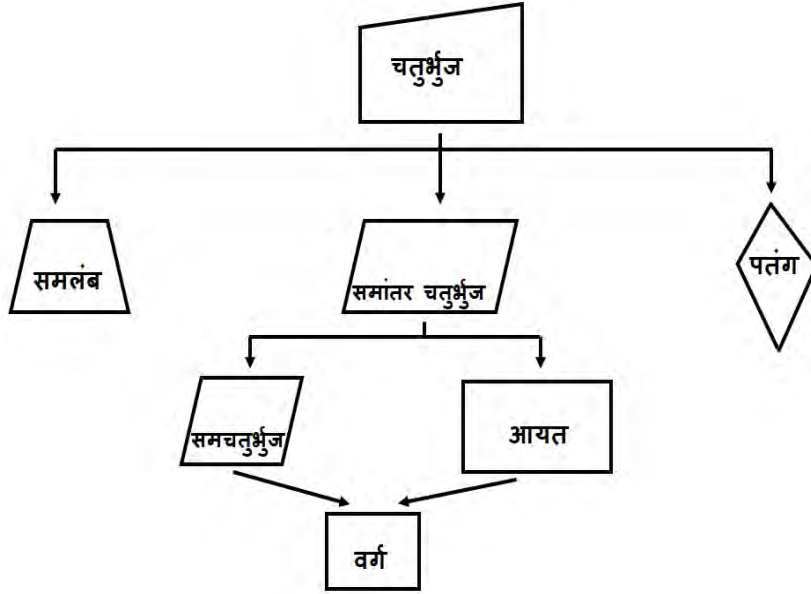 चतुर्भुज
समलंब
समांतर चतुर्भुज
पतंग
समचतुर्भुज
आयत
वर्ग